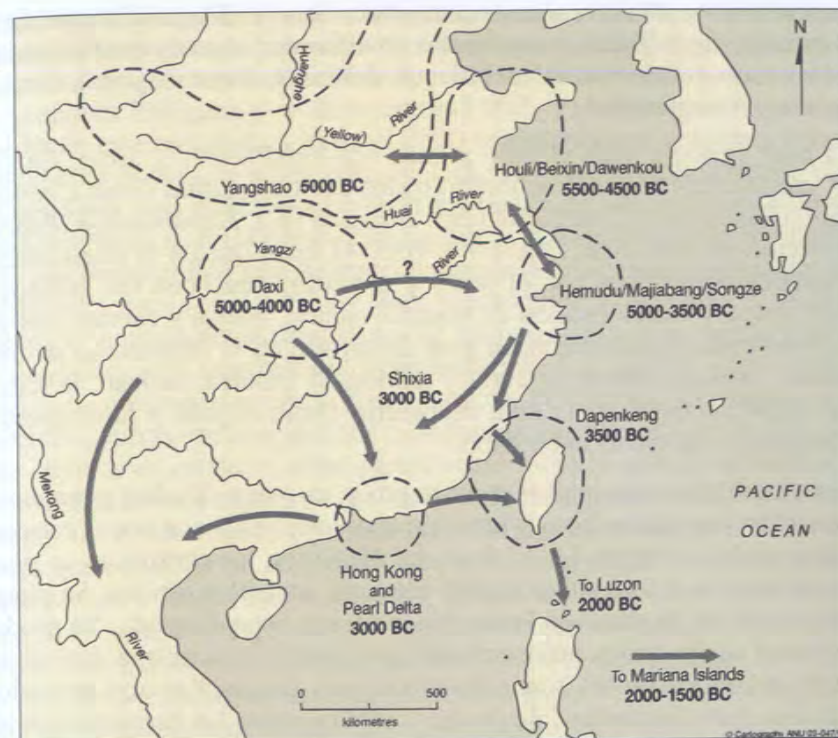 N
Huanghe
(Yellow) River
Yangshao 5000 BC
Houli/Beixin/Dawenkou
5500-4500 BC
Huai River
Yangzi River
?
Daxi
5000-4000 BC
Hemudu/Majiabang/Songze
5000-3500 BC
Shixia
3000 BC
Dapenkeng
3500 BC
Mekong River
PACIFIC
OCEAN
Hong Kong
and
Pearl Delta
3000 BC
To Luzon
2000 BC
To Mariana Islands
2000-1500 BC
0 500
kilometres
© Cartography ANU